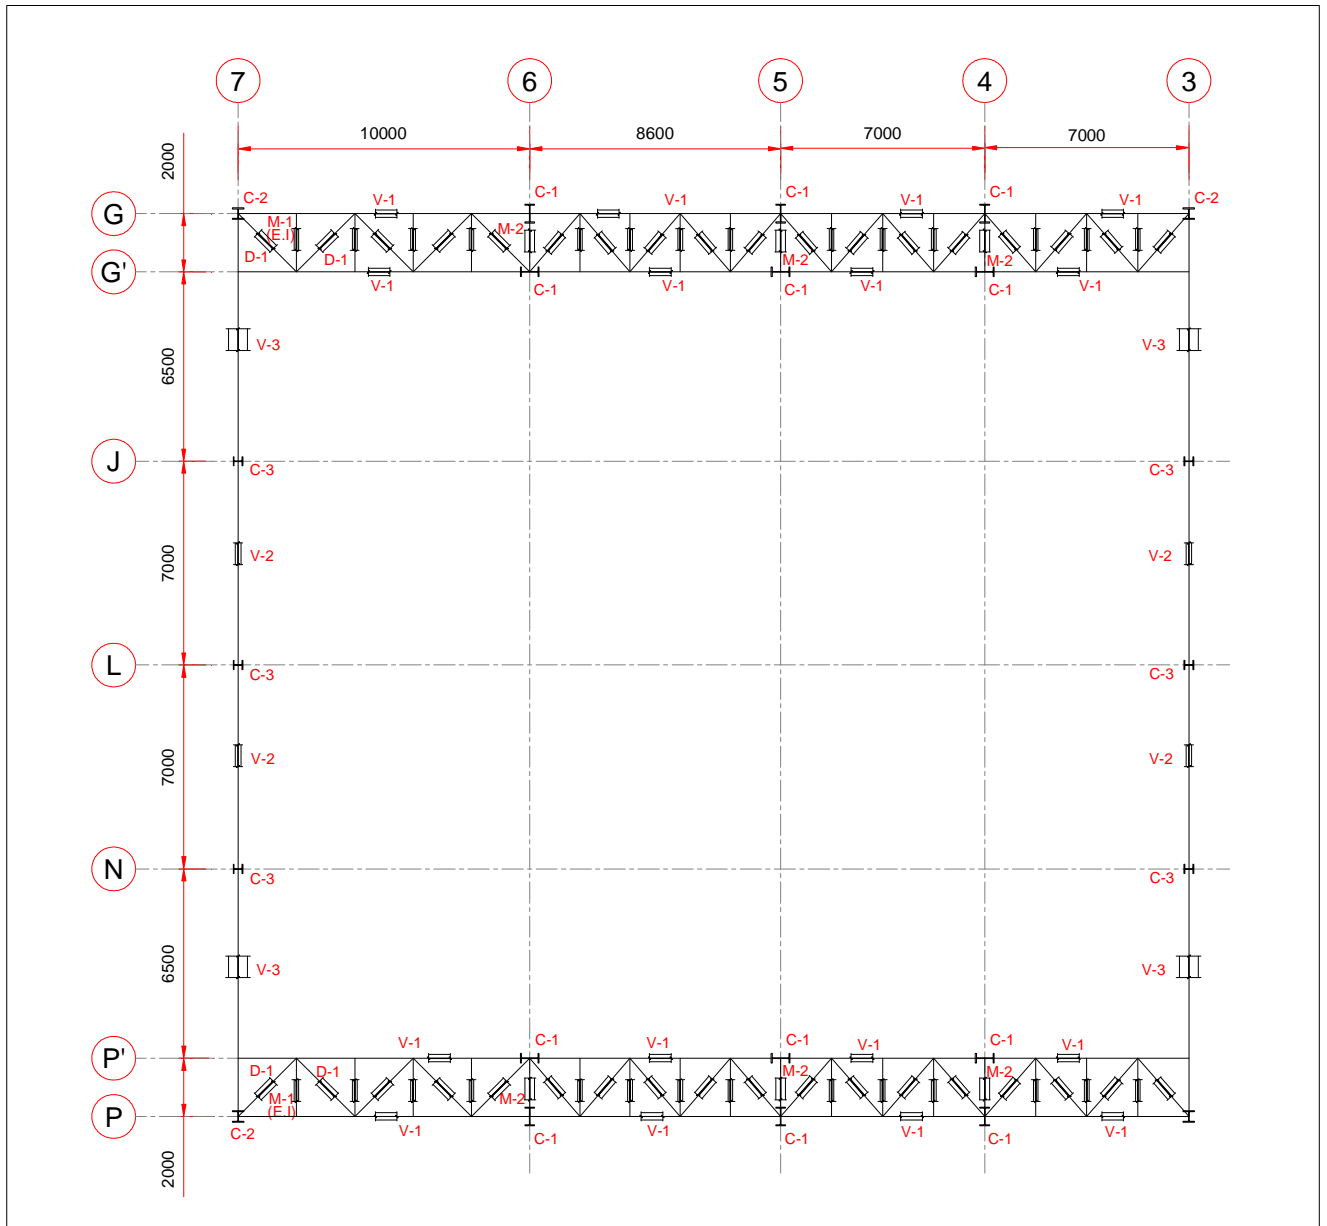 7 6 5 4 3
10000 8600 7000 7000
2000
C-2 V-1 C-1 V-1 C-1 V-1 C-1 V-1 C-2
G
M-1 M-2
(E.I)
D-1 D-1 M-2 M-2
G'
V-1 C-1 V-1 C-1 V-1 C-1 V-1
V-3 V-3
6500
J
C-3 C-3
7000
V-2 V-2
L
C-3 C-3
7000
V-2 V-2
N
C-3 C-3
6500
V-3 V-3
V-1 C-1 V-1 C-1 V-1 C-1 V-1
P'
D-1 D-1 M-2 M-2
M-1 M-2
(E.I)
P
C-2 V-1 C-1 V-1 C-1 V-1 C-1 V-1
2000